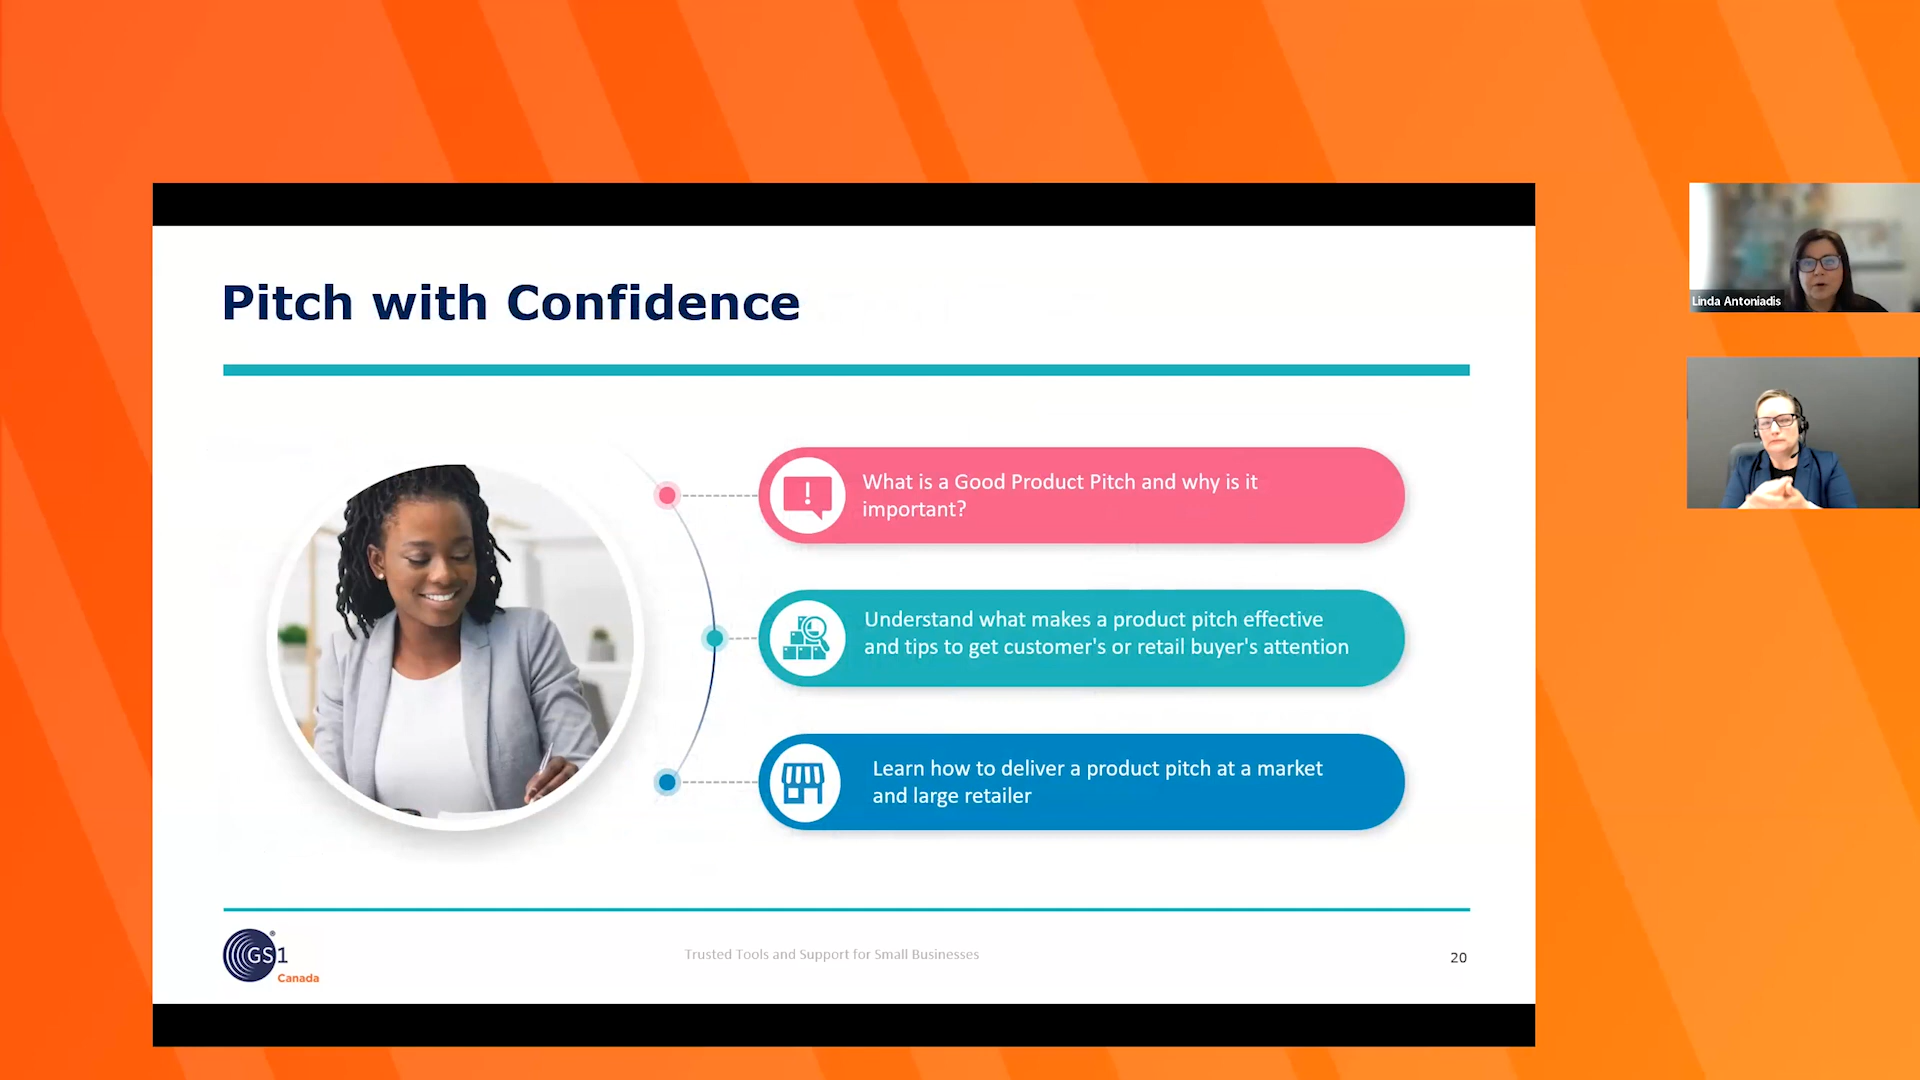 Pitch with Confidence
What is a Good Product Pitch and why is it
important?
Understand what makes a product pitch effective
and tips to get customer's or retail buyer's attention
Learn how to deliver a product pitch at a market
and large retailer
GS1
®
Canada
Trusted Tools and Support for Small Businesses
20
Linda Antoniadis